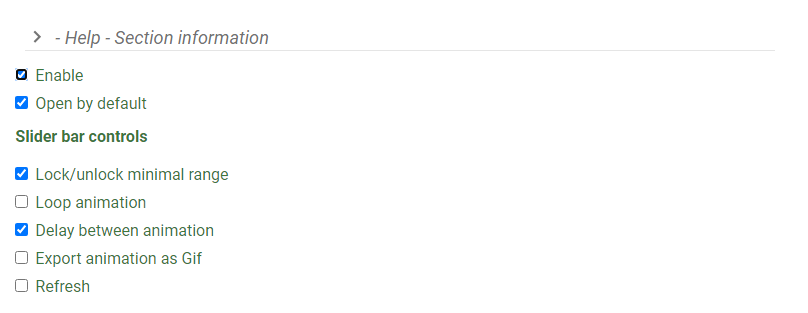 - Help - Section information
Enable
Open by default
Slider bar controls
Lock/unlock minimal range
Loop animation
Delay between animation
Export animation as Gif
Refresh